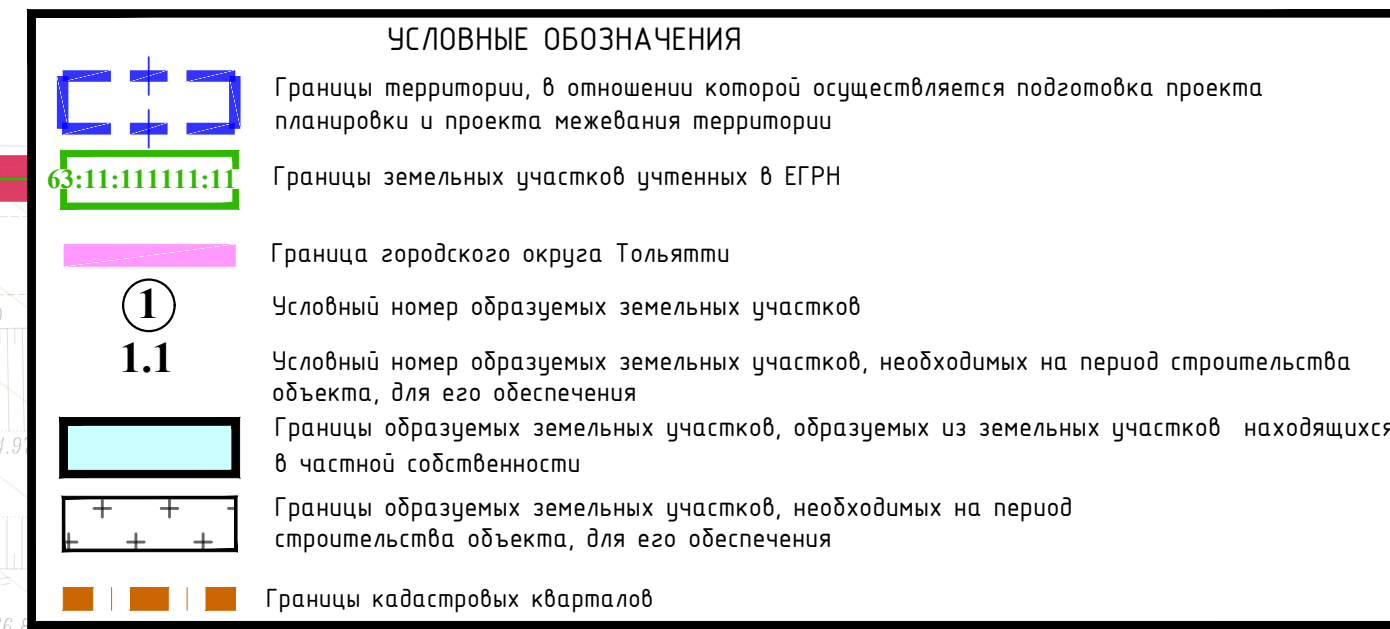 УСЛОВНЫЕ ОБОЗНАЧЕНИЯ
Границы территории, в отношении которой осуществляется подготовка проекта
планировки и проекта межевания территории
63:11:111111:11
Границы земельных участков учтенных в ЕГРН
Граница городского округа Тольятти
1
Условный номер образуемых земельных участков
1.1
Условный номер образуемых земельных участков, необходимых на период строительства
объекта, для его обеспечения
Границы образуемых земельных участков, образуемых из земельных участков находящихся
в частной собственности
Границы образуемых земельных участков, необходимых на период
строительства объекта, для его обеспечения
Границы кадастровых кварталов